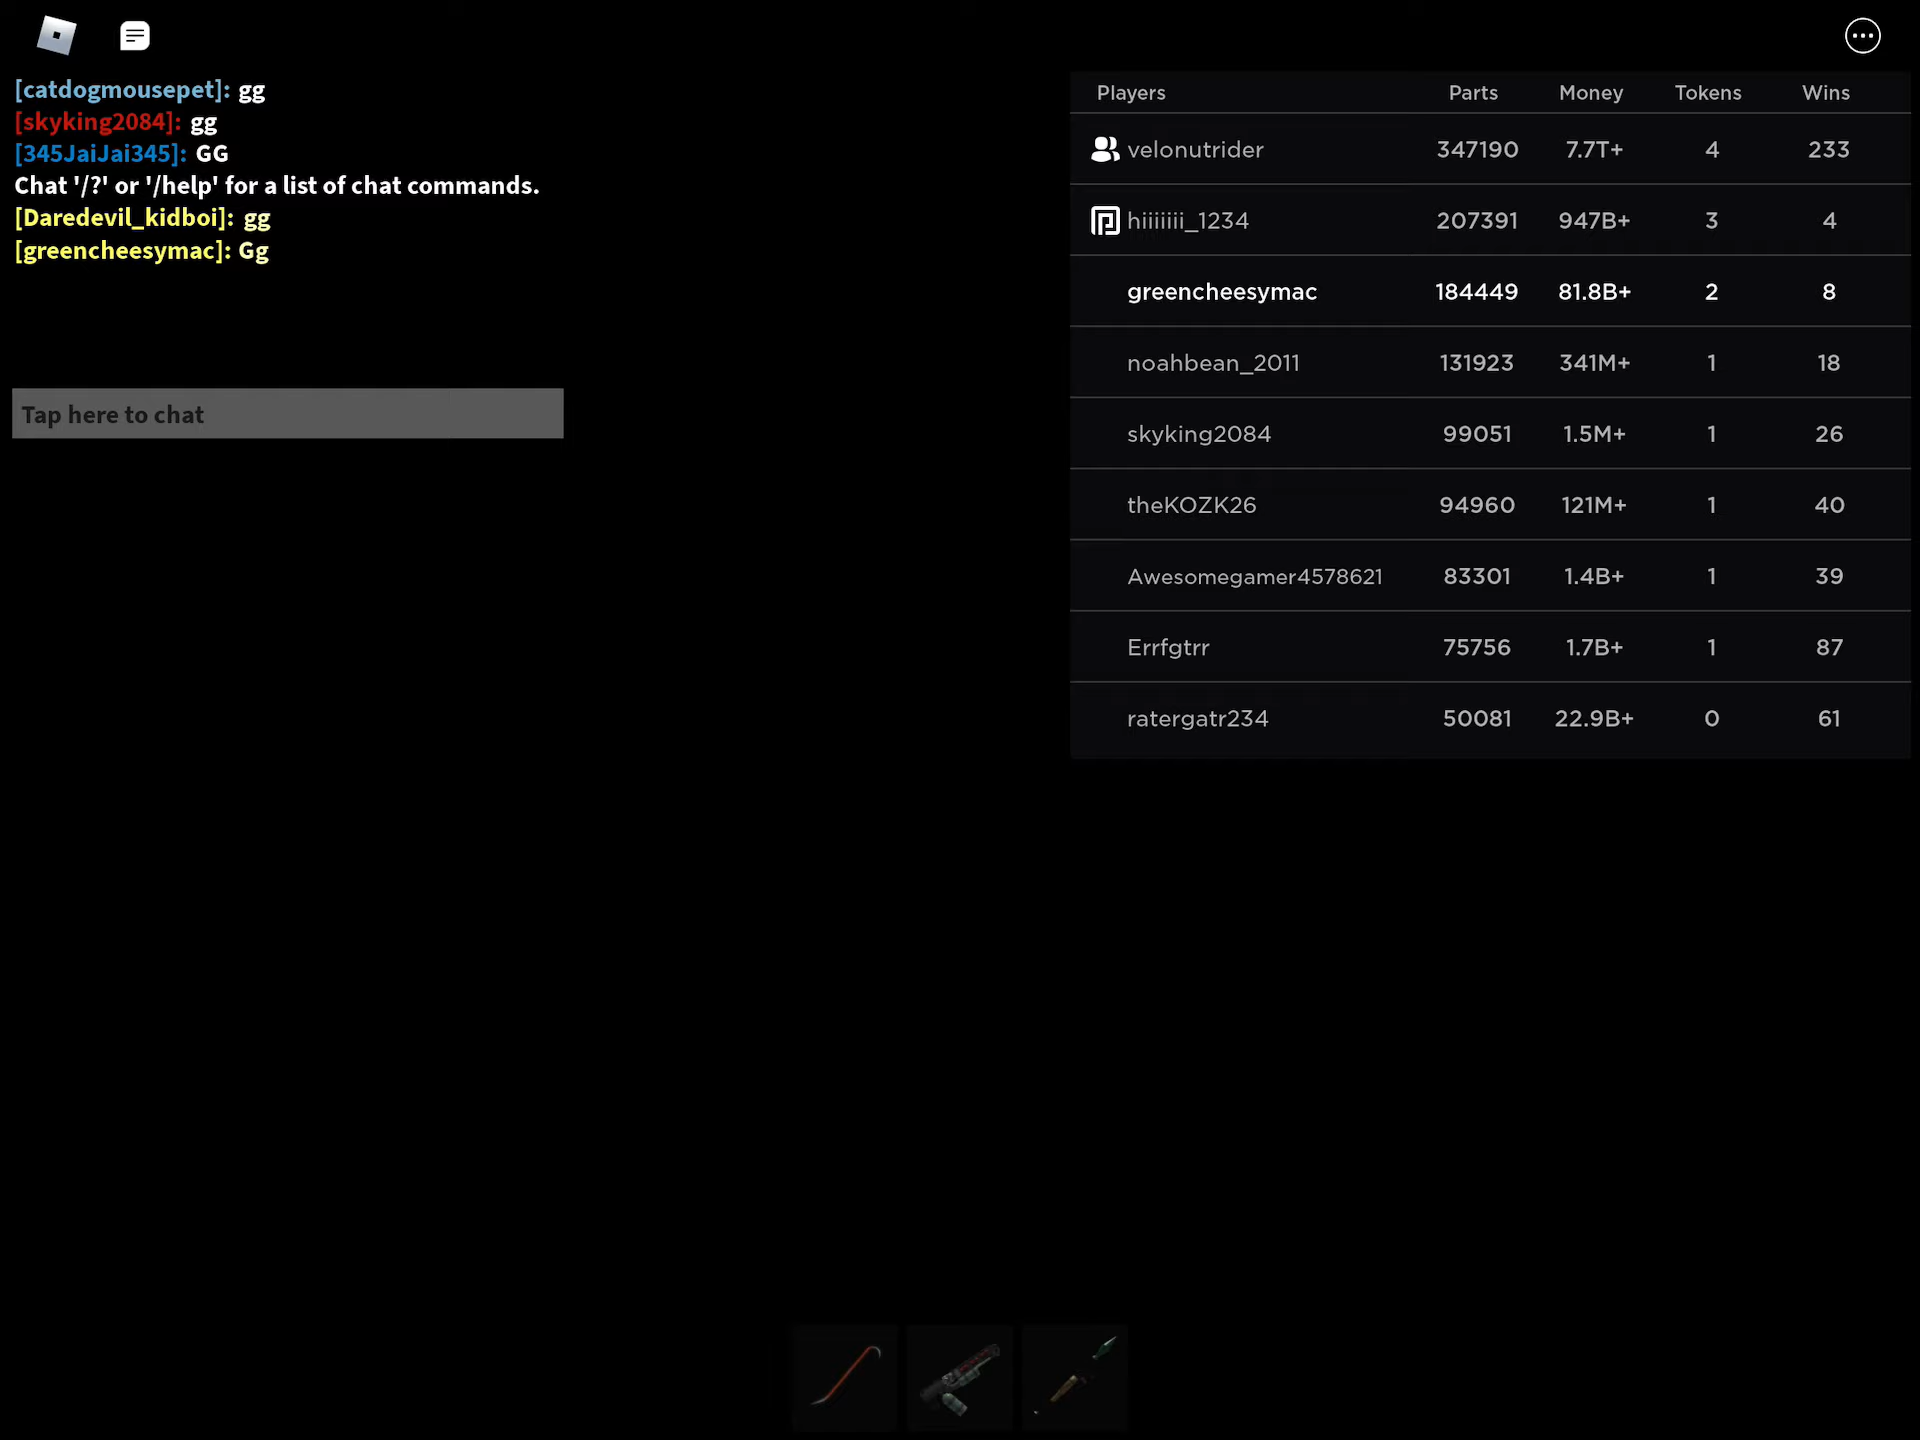 [catdogmousepet]: gg
[skyking2084]: gg
[345JaiJai345]: GG
Chat '/?' or '/help' for a list of chat commands.
[Daredevil_kidboi]: gg
[greencheesymac]: Gg
Tap here to chat
Players Parts Money Tokens Wins
velonutrider 347190 7.7T+ 4 233
hiiiiiii_1234 207391 947B+ 3 4
greencheesymac 184449 81.8B+ 2 8
noahbean_2011 131923 341M+ 1 18
skyking2084 99051 1.5M+ 1 26
theKOZK26 94960 121M+ 1 40
Awesomegamer4578621 83301 1.4B+ 1 39
Errfgtrr 75756 1.7B+ 1 87
ratergatr234 50081 22.9B+ 0 61